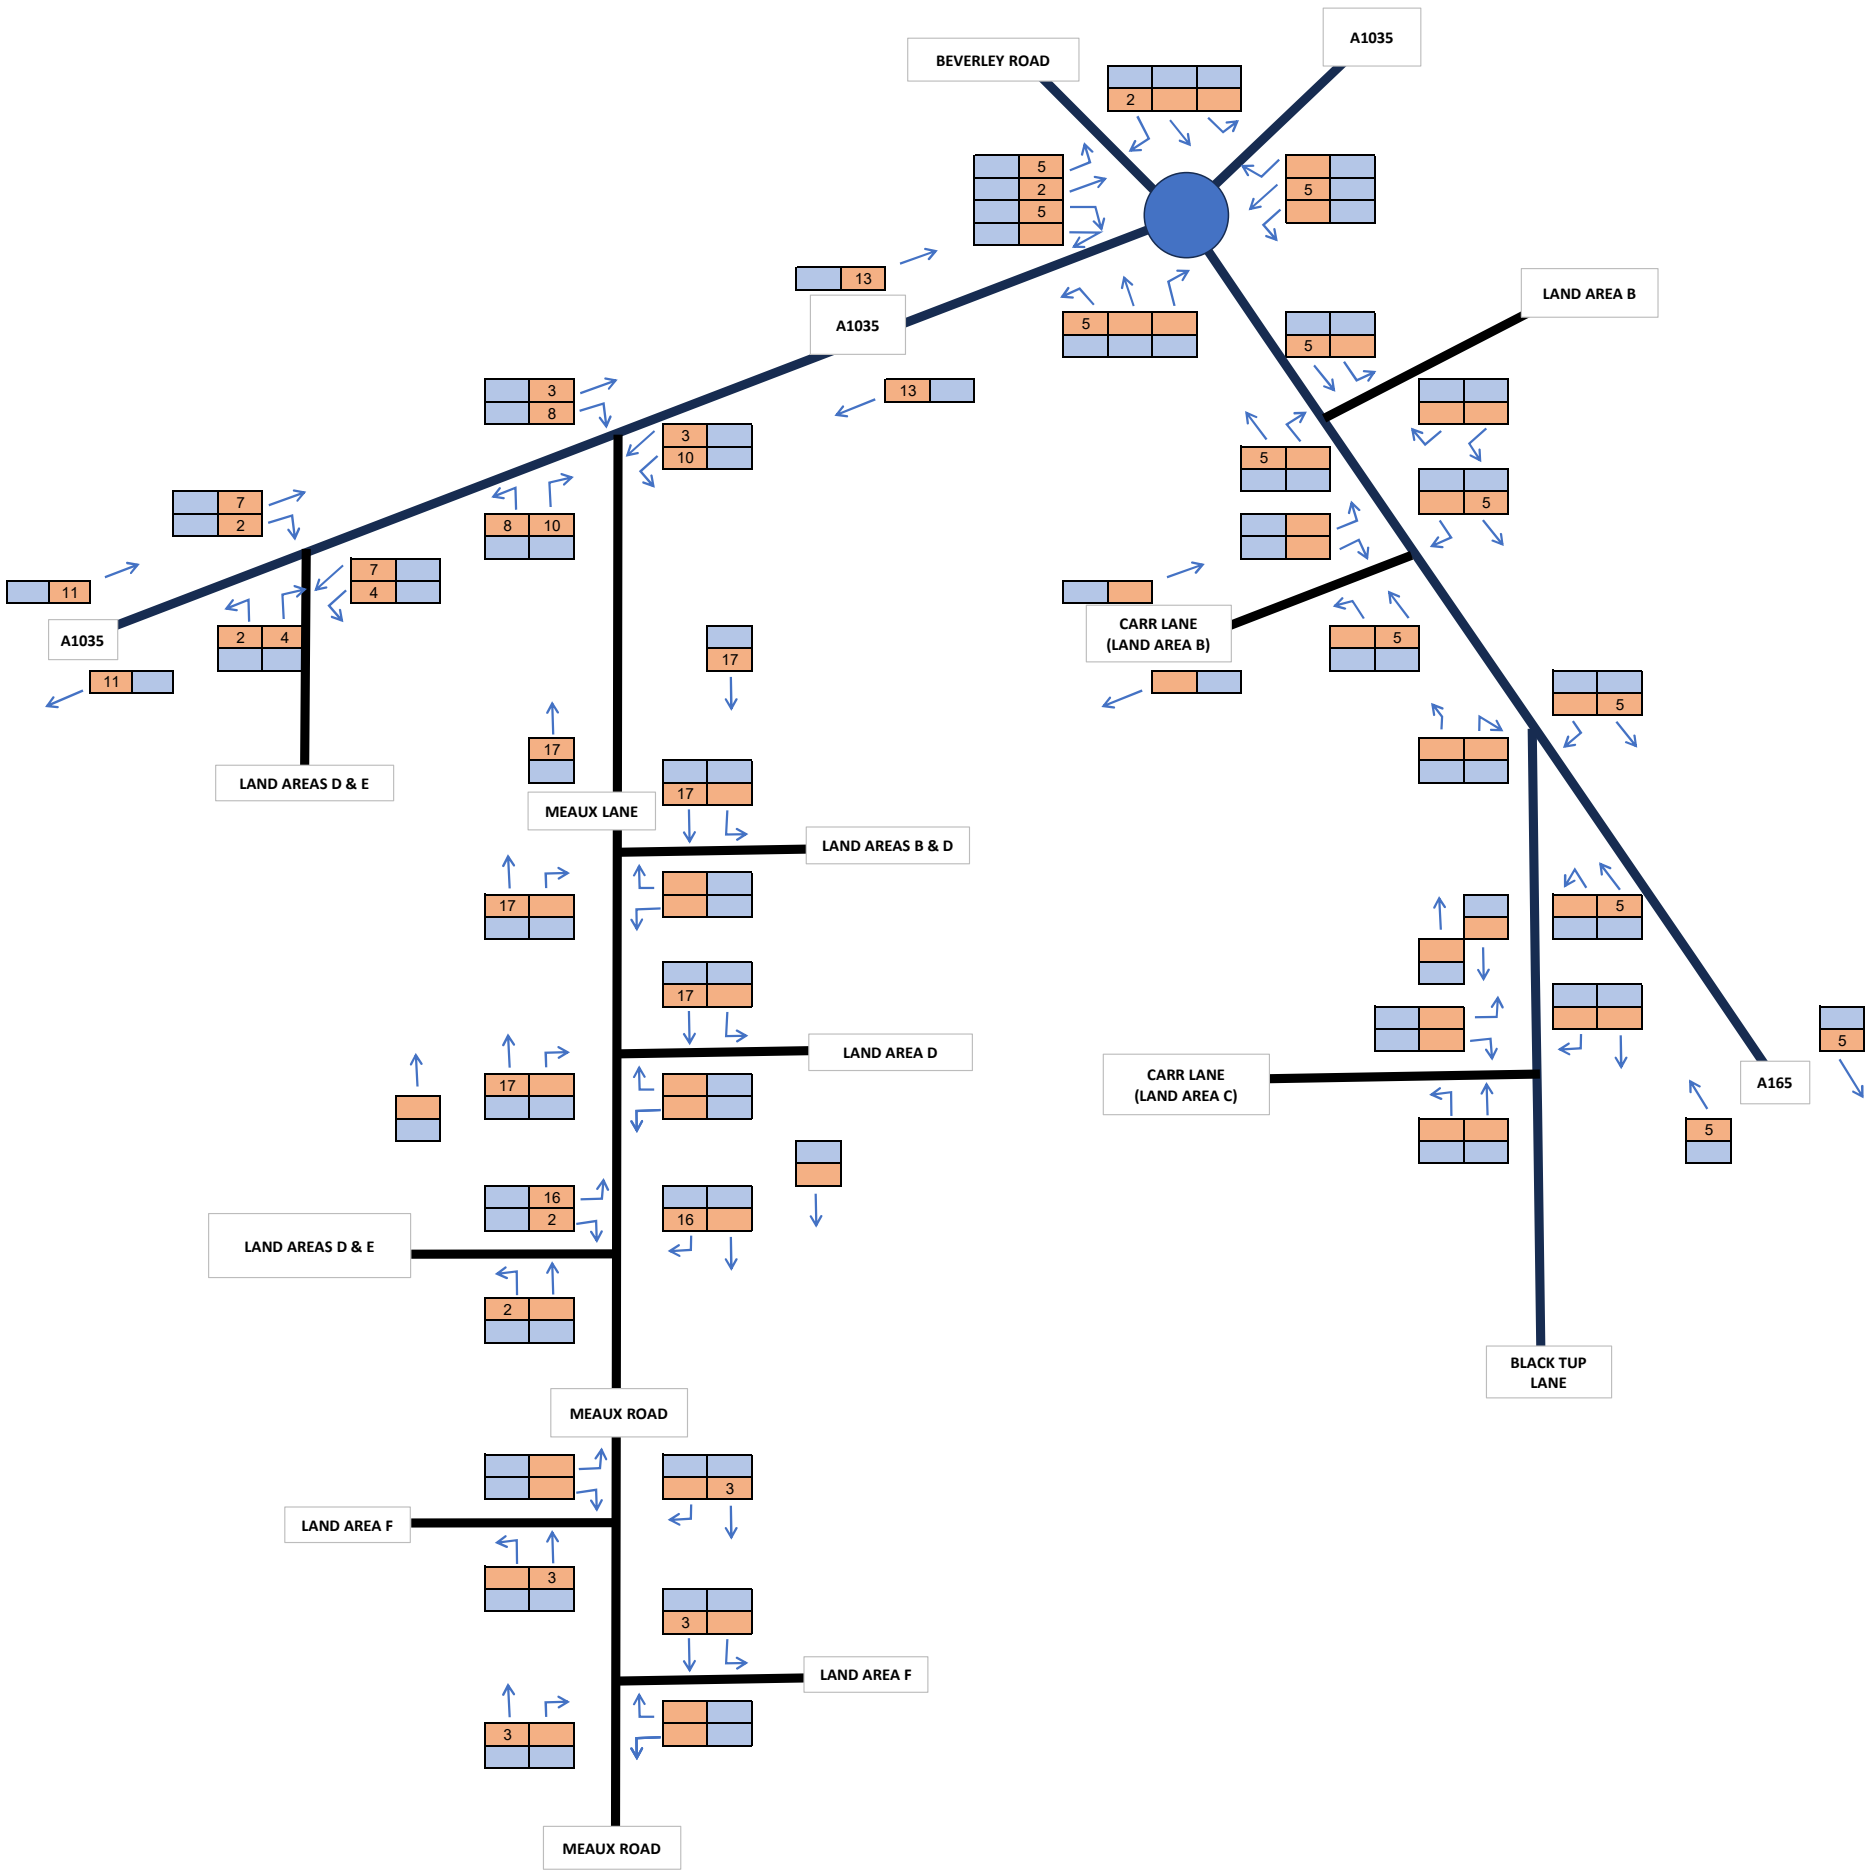 A1035
BEVERLEY ROAD
2
5
2
5
5
13
LAND AREA B
A1035
5
5
3
8
13
3
10
5
7
2
8
10
5
11
7
4
CARR LANE
(LAND AREA B)
A1035
2
4
5
17
11
5
17
LAND AREAS D & E
17
MEAUX LANE
LAND AREAS B & D
17
5
17
17
LAND AREA D
5
CARR LANE
(LAND AREA C)
A165
5
16
2
16
LAND AREAS D & E
2
BLACK TUP
LANE
MEAUX ROAD
3
LAND AREA F
3
3
LAND AREA F
3
MEAUX ROAD